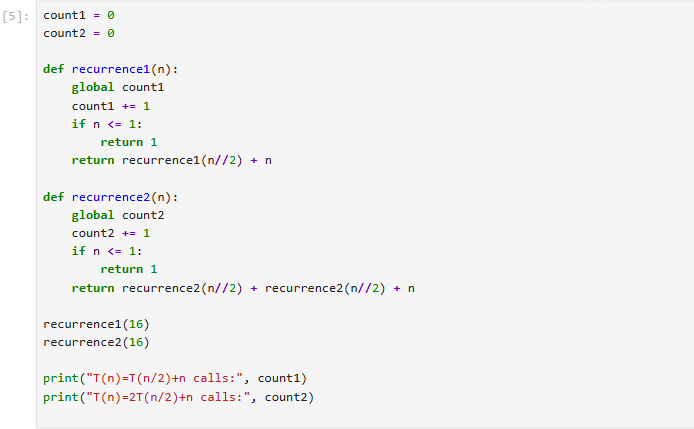 [5]: count1 = 0
count2 = 0

def recurrence1(n):
    global count1
    count1 += 1
    if n <= 1:
        return 1
    return recurrence1(n//2) + n

def recurrence2(n):
    global count2
    count2 += 1
    if n <= 1:
        return 1
    return recurrence2(n//2) + recurrence2(n//2) + n

recurrence1(16)
recurrence2(16)

print("T(n)=T(n/2)+n calls:", count1)
print("T(n)=2T(n/2)+n calls:", count2)